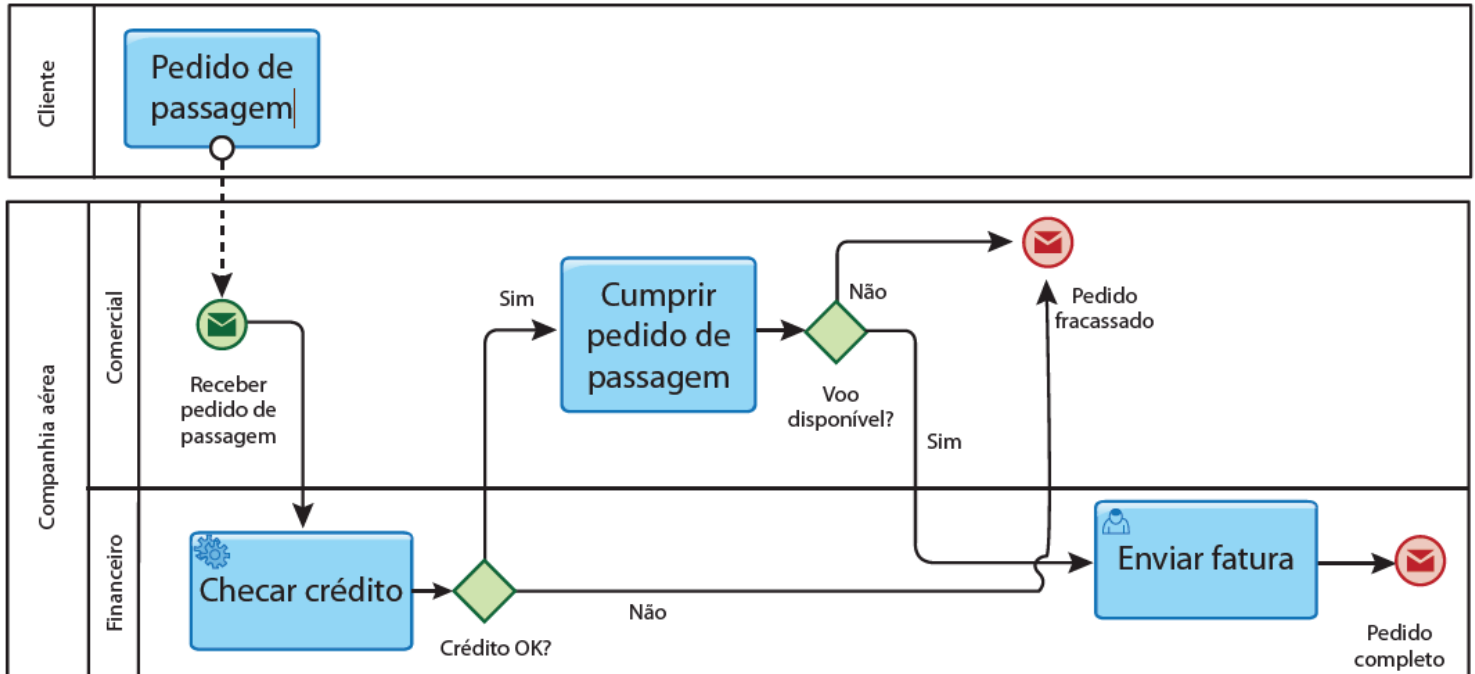 Cliente
Pedido de
passagem
Companhia aérea
Comercial
Receber
pedido de
passagem
Sim
Cumprir
pedido de
passagem
Não
Voo
disponível?
Sim
Pedido
fracassado
Financeiro
Checar crédito
Crédito OK?
Não
Enviar fatura
Pedido
completo